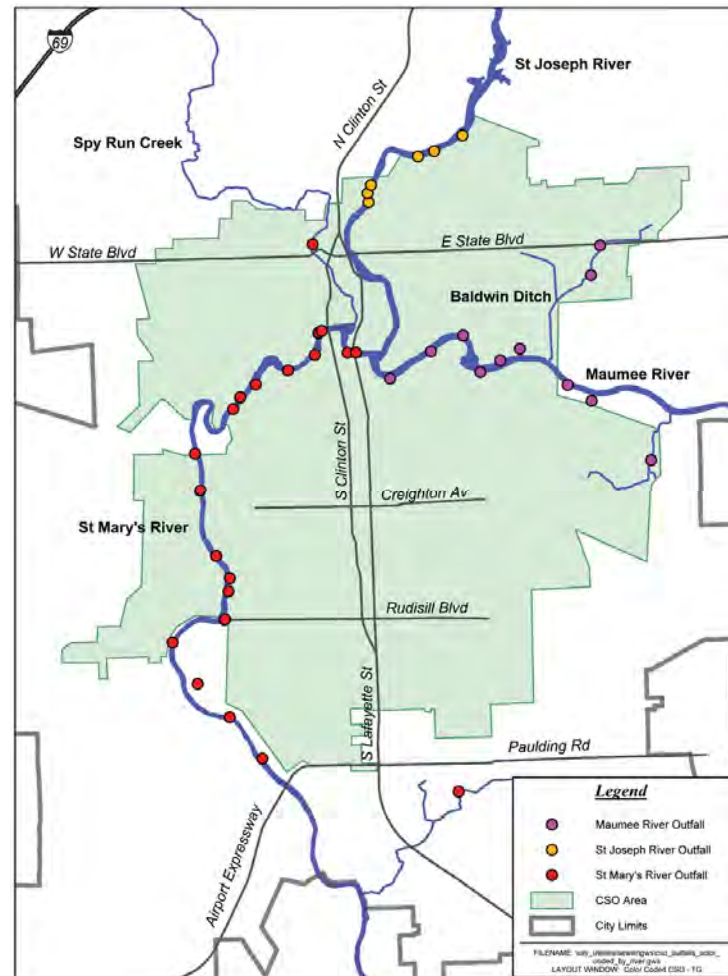 69
St Joseph River
N Clinton St
Spy Run Creek
W State Blvd
E State Blvd
Baldwin Ditch
Maumee River
S Clinton St
Creighton Av
St Mary's River
Rudisill Blvd
S Lafayette St
Paulding Rd
Airport Expressway
Legend
Maumee River Outfall
St Joseph River Outfall
St Mary's River Outfall
CSO Area
City Limits
FILENAME:
LAYOUT WINDOW: Color Code4 CSO - TG